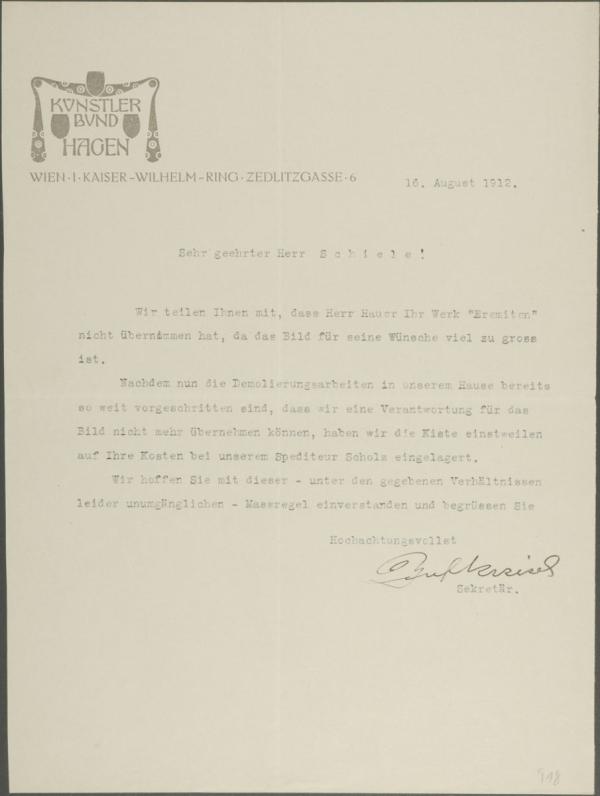 KÜNSTLER
BUND
HAGEN
WIEN·I·KAISER-WILHELM-RING·ZEDLITZGASSE·6
16. August 1912.
Sehr geehrter Herr S c h i e l e !
Wir teilen Ihnen mit, dass Herr Hauer Ihr Werk "Eremiten"
nicht übernommen hat, da das Bild für seine Wünsche viel zu gross
ist.
Nachdem nun die Demolierungsarbeiten in unserem Hause bereits
so weit vorgeschritten sind, dass wir eine Verantwortung für das
Bild nicht mehr übernehmen können, haben wir die Kiste einstweilen
auf Ihre Kosten bei unserem Spediteur Scholz eingelagert.
Wir hoffen Sie mit dieser - unter den gegebenen Verhältnissen
leider unumgänglichen - Massregel einverstanden und begrüssen Sie
Hochachtungsvollst
Sekretär.
918